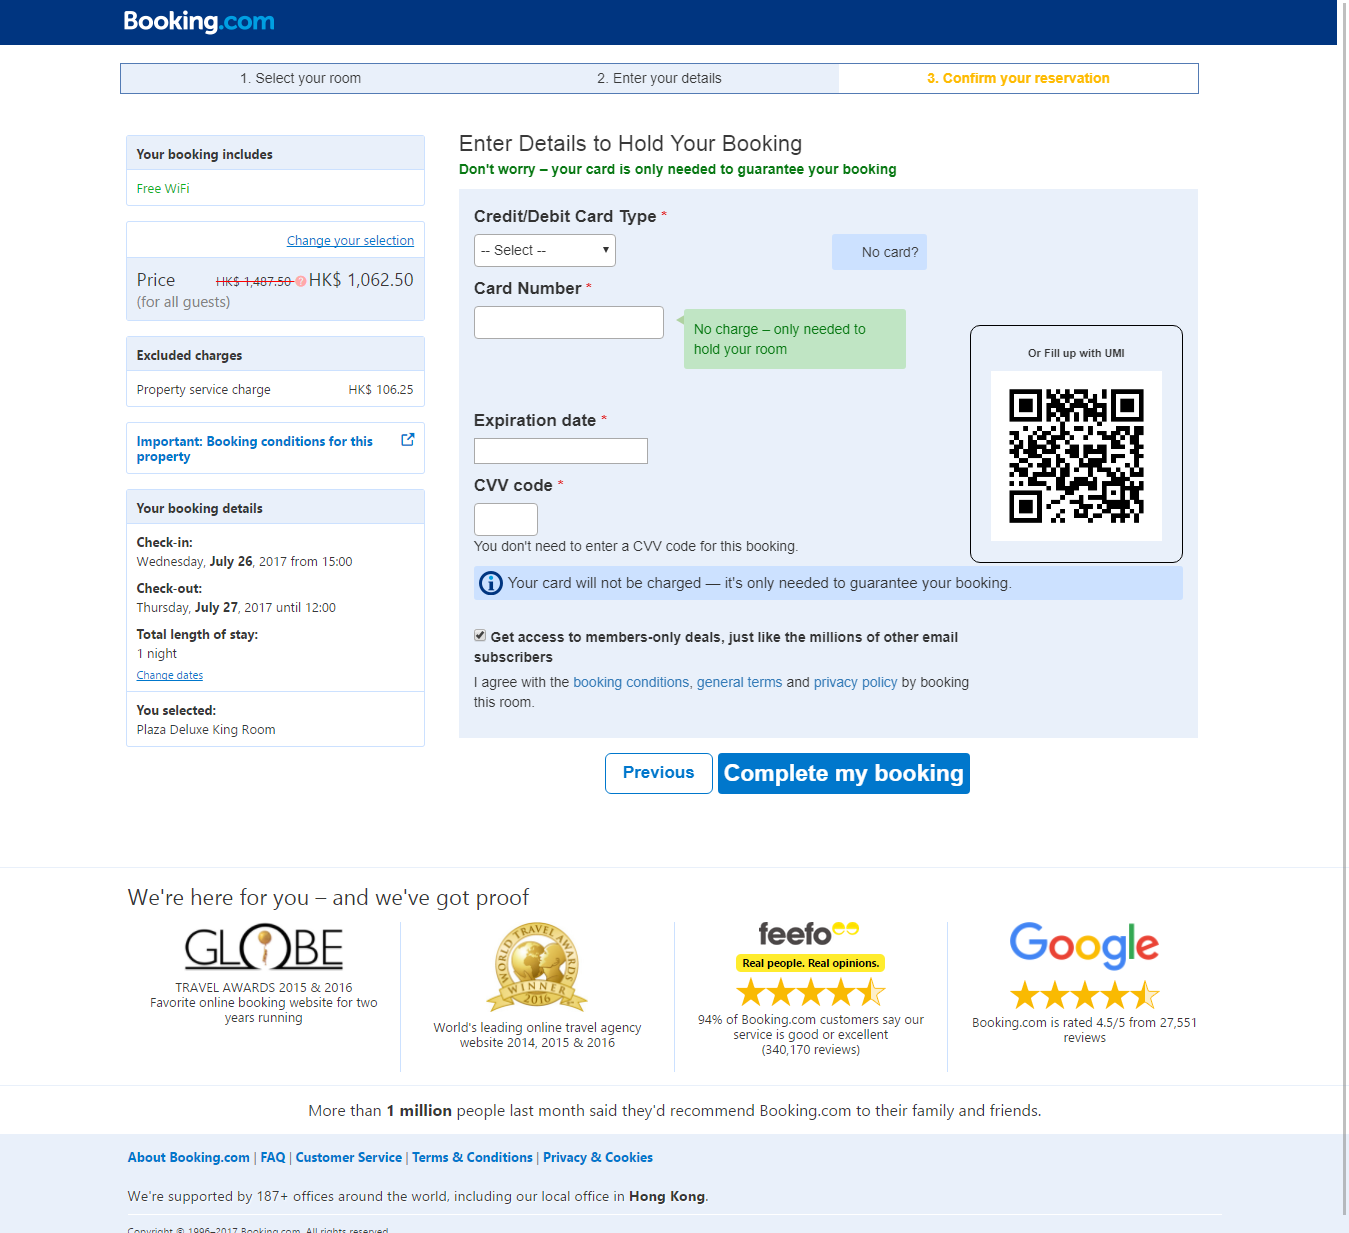 Booking.com
1. Select your room
2. Enter your details
3. Confirm your reservation
Your booking includes
Free WiFi
Change your selection
Price HK$ 1,487.50 ? HK$ 1,062.50
(for all guests)
Excluded charges
Property service charge HK$ 106.25
Important: Booking conditions for this
property
Your booking details
Check-in:
Wednesday, July 26, 2017 from 15:00
Check-out:
Thursday, July 27, 2017 until 12:00
Total length of stay:
1 night
Change dates
You selected:
Plaza Deluxe King Room
Enter Details to Hold Your Booking
Don't worry – your card is only needed to guarantee your booking
Credit/Debit Card Type *
-- Select --
No card?
Card Number *
No charge – only needed to
hold your room
Or Fill up with UMI
Expiration date *
CVV code *
You don't need to enter a CVV code for this booking.
Your card will not be charged — it's only needed to guarantee your booking.
Get access to members-only deals, just like the millions of other email
subscribers
I agree with the booking conditions, general terms and privacy policy by booking
this room.
Previous
Complete my booking
We're here for you – and we've got proof
GLOBE
TRAVEL AWARDS 2015 & 2016
Favorite online booking website for two
years running
WORLD TRAVEL AWARDS
WINNER
2016
World's leading online travel agency
website 2014, 2015 & 2016
feefo
Real people. Real opinions.
94% of Booking.com customers say our
service is good or excellent
(340,170 reviews)
Google
Booking.com is rated 4.5/5 from 27,551
reviews
More than 1 million people last month said they'd recommend Booking.com to their family and friends.
About Booking.com | FAQ | Customer Service | Terms & Conditions | Privacy & Cookies
We're supported by 187+ offices around the world, including our local office in Hong Kong.
Copyright © 1996–2017 Booking.com. All rights reserved.